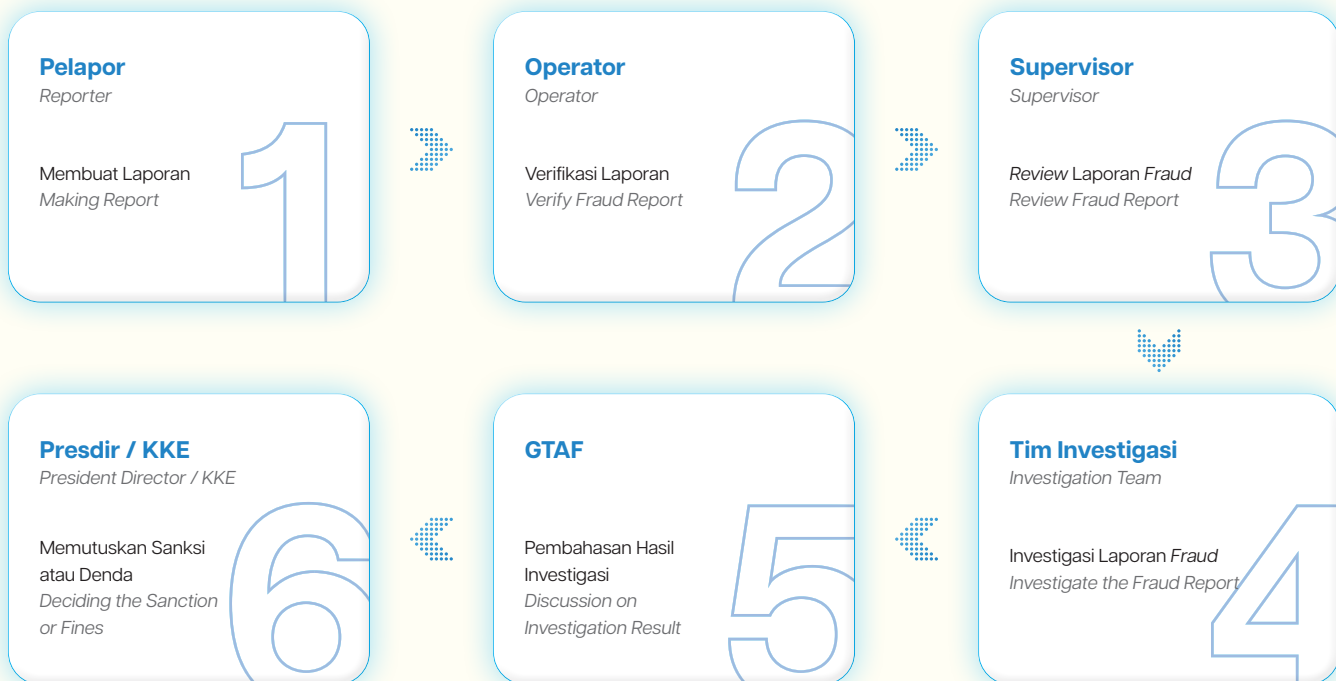 Pelapor
Reporter
Membuat Laporan
Making Report
1
Operator
Operator
Verifikasi Laporan
Verify Fraud Report
2
Supervisor
Supervisor
Review Laporan Fraud
Review Fraud Report
3
Tim Investigasi
Investigation Team
Investigasi Laporan Fraud
Investigate the Fraud Report
4
GTAF
Pembahasan Hasil
Investigasi
Discussion on
Investigation Result
5
Presdir / KKE
President Director / KKE
Memutuskan Sanksi
atau Denda
Deciding the Sanction
or Fines
6